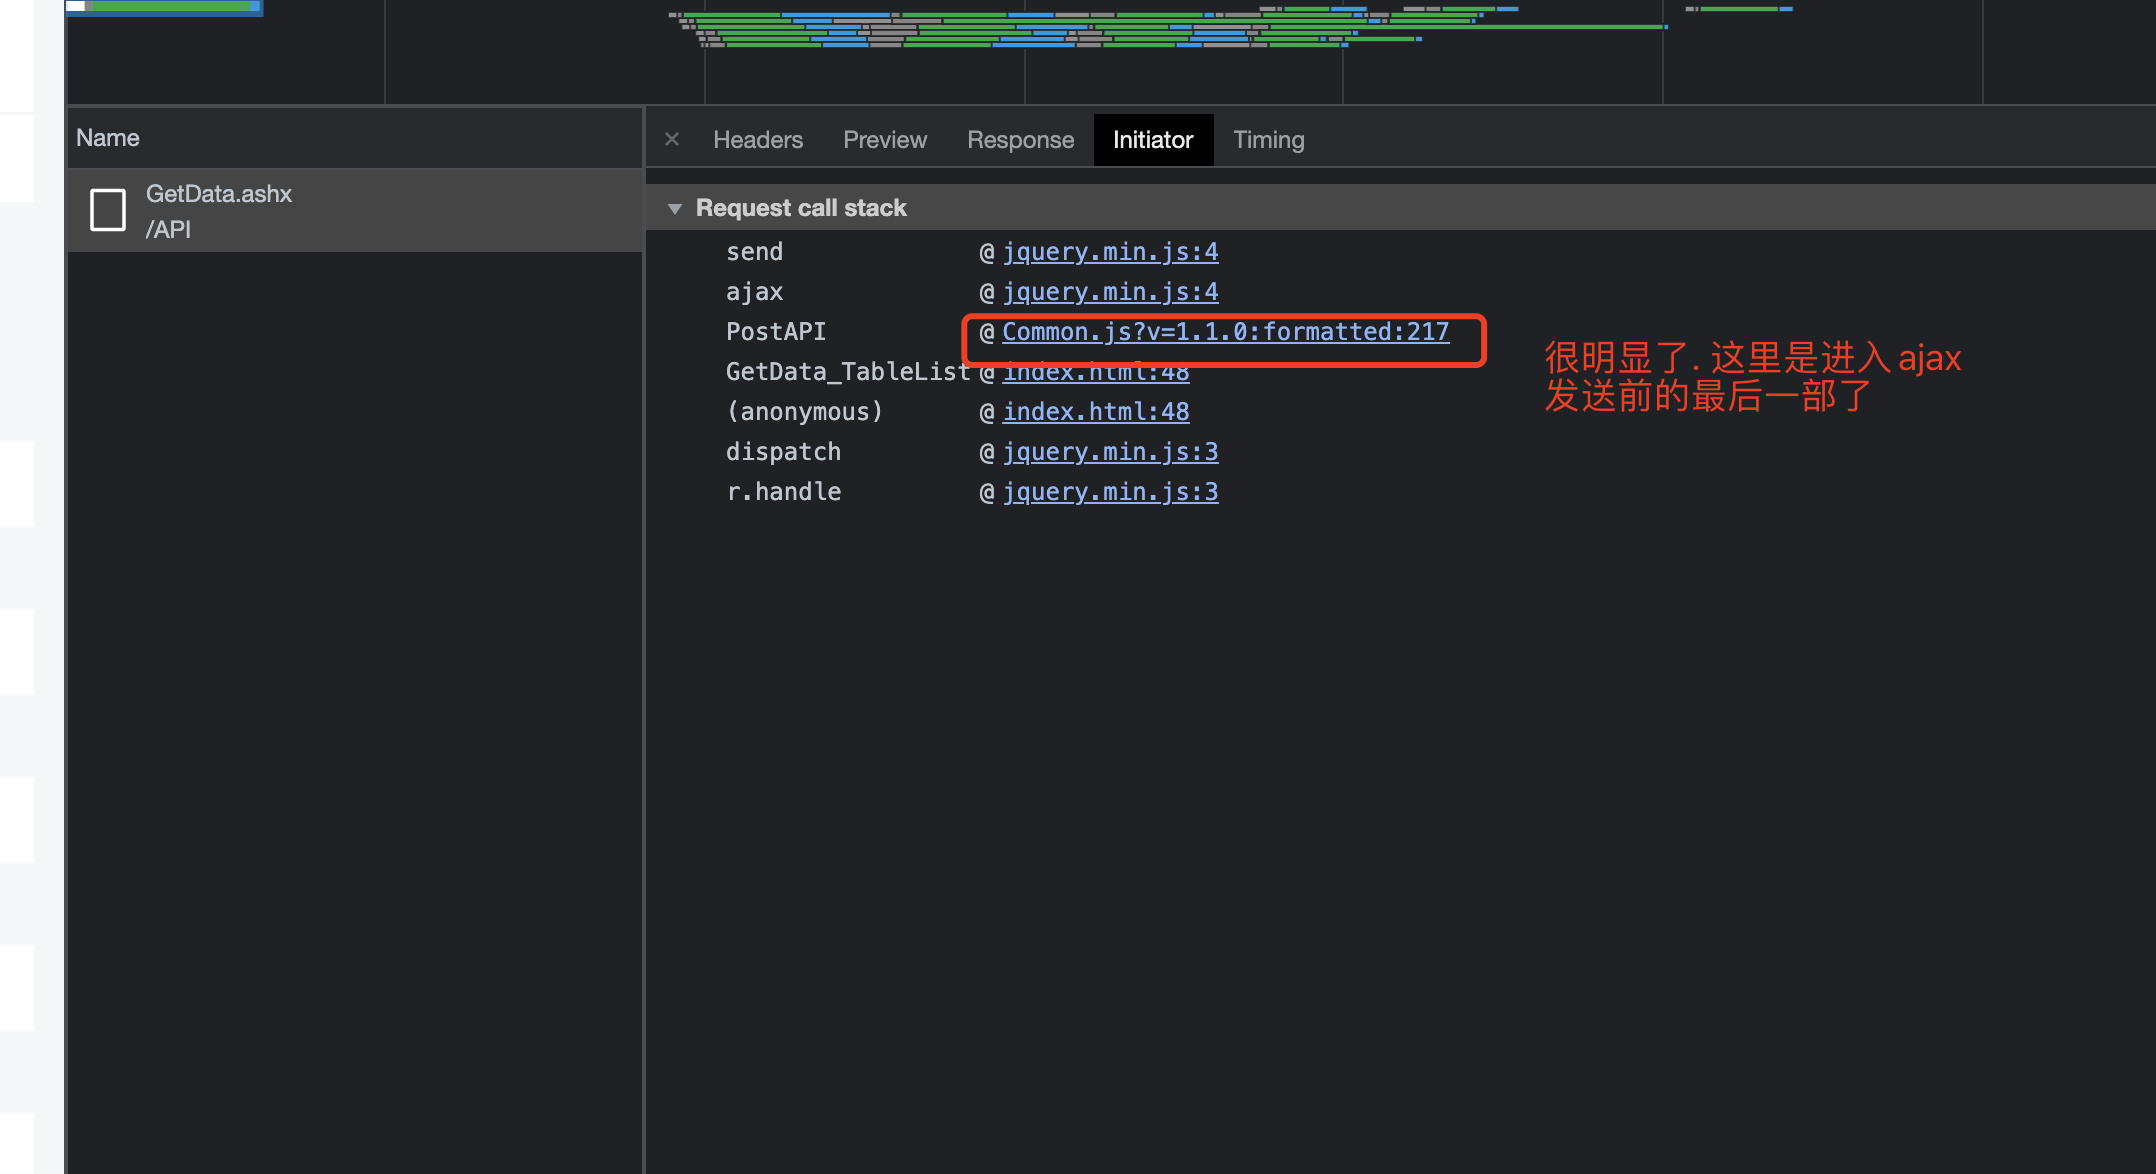 Name
× Headers Preview Response Initiator Timing
GetData.ashx
/API
▼ Request call stack
send @ jquery.min.js:4
ajax @ jquery.min.js:4
PostAPI @ Common.js?v=1.1.0:formatted:217
GetData_TableList @ index.html:48
(anonymous) @ index.html:48
dispatch @ jquery.min.js:3
r.handle @ jquery.min.js:3
很明显了. 这里是进入 ajax
发送前的最后一部了